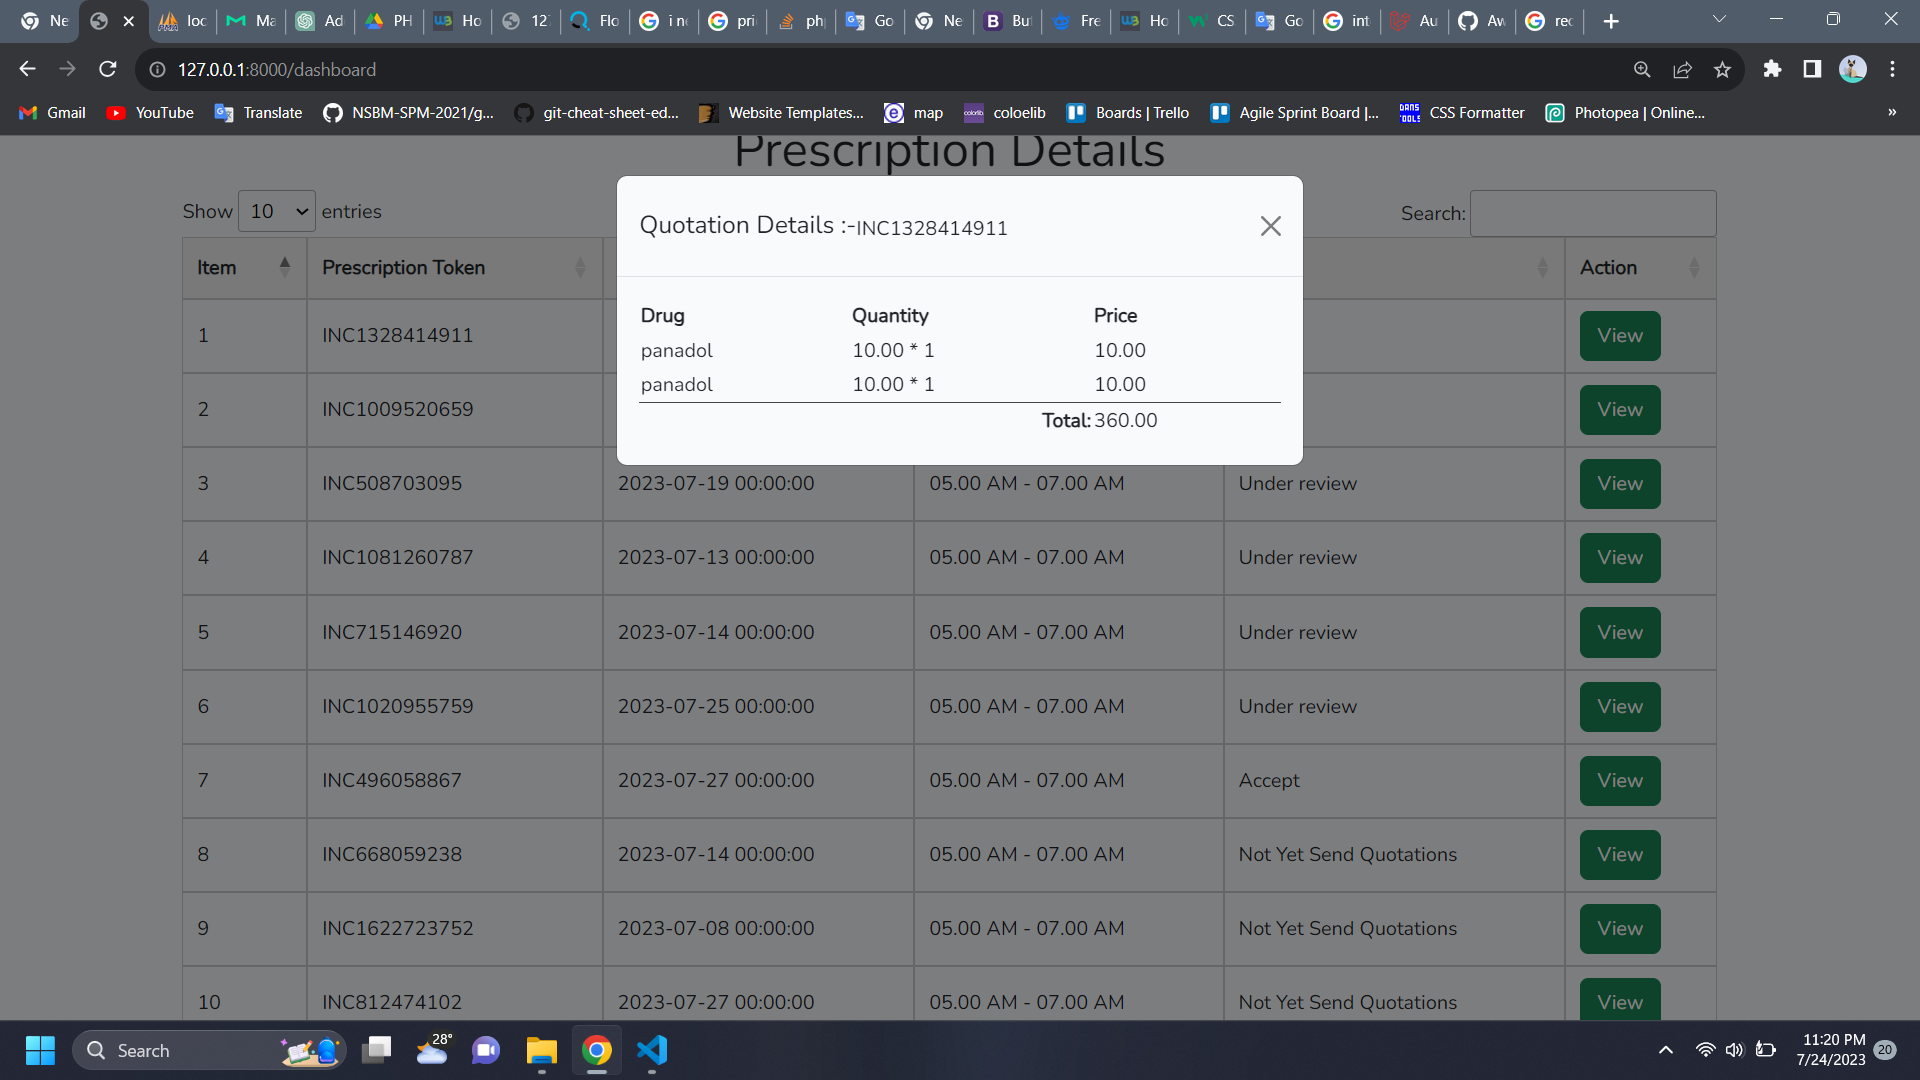 Ne
loc
Ma
Ad
PH
Ho
127
Flo
i ne
pri
php
Go
Ne
But
Fre
Ho
CS
Go
int
Au
Aw
rec
127.0.0.1:8000/dashboard
Gmail
YouTube
Translate
NSBM-SPM-2021/g...
git-cheat-sheet-ed...
Website Templates...
map
coloelib
Boards | Trello
Agile Sprint Board |...
CSS Formatter
Photopea | Online...
»
Prescription Details
Show 10 entries
Search:
Quotation Details :-INC1328414911
Drug Quantity Price
panadol 10.00 * 1 10.00
panadol 10.00 * 1 10.00
Total: 360.00
Item Prescription Token Action
1 INC1328414911 View
2 INC1009520659 View
3 INC508703095 2023-07-19 00:00:00 05.00 AM - 07.00 AM Under review View
4 INC1081260787 2023-07-13 00:00:00 05.00 AM - 07.00 AM Under review View
5 INC715146920 2023-07-14 00:00:00 05.00 AM - 07.00 AM Under review View
6 INC1020955759 2023-07-25 00:00:00 05.00 AM - 07.00 AM Under review View
7 INC496058867 2023-07-27 00:00:00 05.00 AM - 07.00 AM Accept View
8 INC668059238 2023-07-14 00:00:00 05.00 AM - 07.00 AM Not Yet Send Quotations View
9 INC1622723752 2023-07-08 00:00:00 05.00 AM - 07.00 AM Not Yet Send Quotations View
10 INC812474102 2023-07-27 00:00:00 05.00 AM - 07.00 AM Not Yet Send Quotations View
Search
28°
11:20 PM
7/24/2023
20